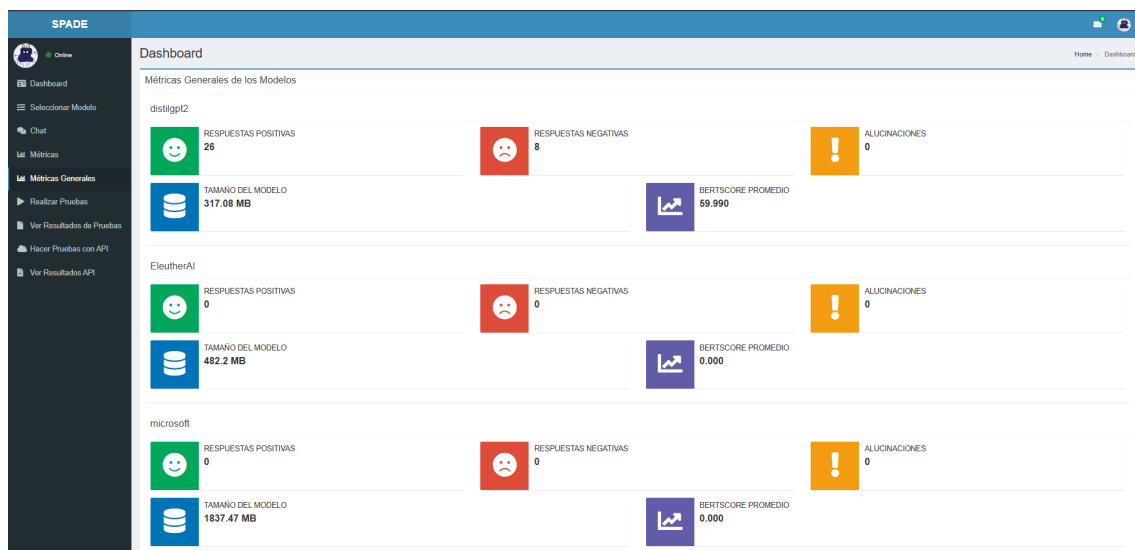 SPADE
0
Online
Dashboard
Home > Dashboard
Dashboard
Seleccionar Modelo
Chat
Métricas
Métricas Generales
Realizar Pruebas
Ver Resultados de Pruebas
Hacer Pruebas con API
Ver Resultados API
Métricas Generales de los Modelos
distilgpt2
RESPUESTAS POSITIVAS
26
RESPUESTAS NEGATIVAS
8
ALUCINACIONES
0
TAMAÑO DEL MODELO
317.08 MB
BERTSCORE PROMEDIO
59.990
EleutherAI
RESPUESTAS POSITIVAS
0
RESPUESTAS NEGATIVAS
0
ALUCINACIONES
0
TAMAÑO DEL MODELO
482.2 MB
BERTSCORE PROMEDIO
0.000
microsoft
RESPUESTAS POSITIVAS
0
RESPUESTAS NEGATIVAS
0
ALUCINACIONES
0
TAMAÑO DEL MODELO
1837.47 MB
BERTSCORE PROMEDIO
0.000